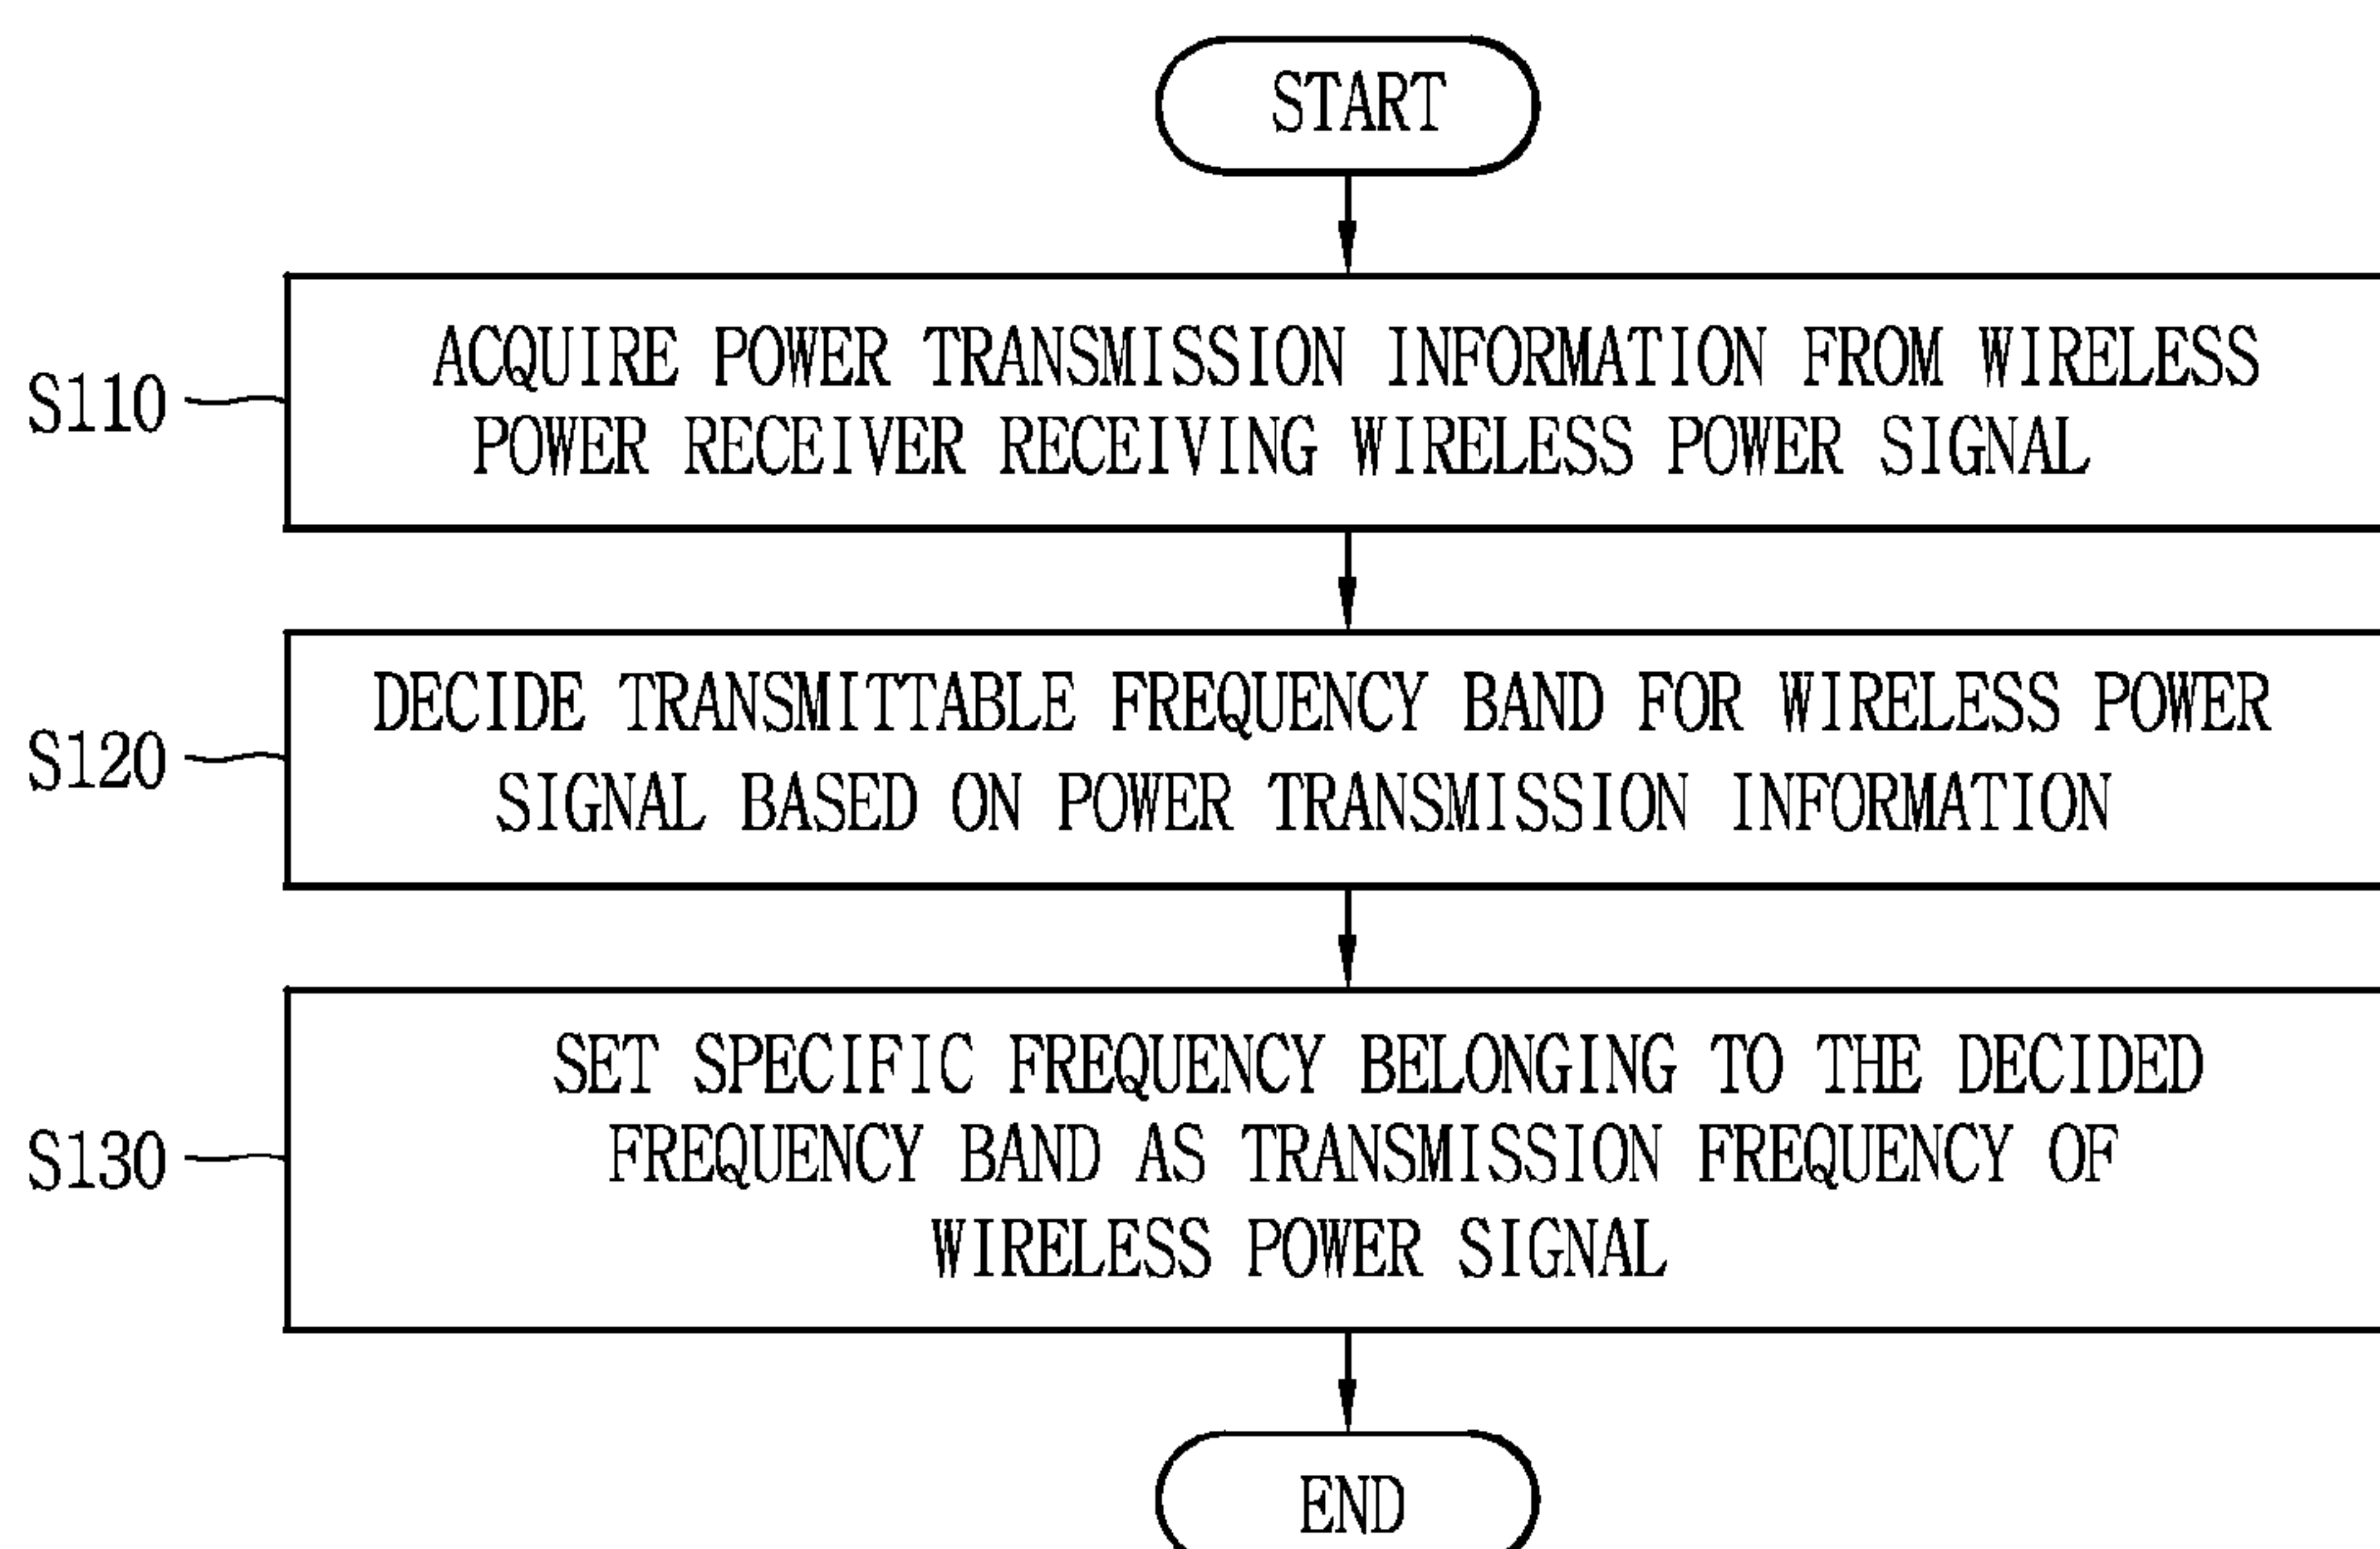 START
S110
ACQUIRE POWER TRANSMISSION INFORMATION FROM WIRELESS
POWER RECEIVER RECEIVING WIRELESS POWER SIGNAL
S120
DECIDE TRANSMITTABLE FREQUENCY BAND FOR WIRELESS POWER
SIGNAL BASED ON POWER TRANSMISSION INFORMATION
S130
SET SPECIFIC FREQUENCY BELONGING TO THE DECIDED
FREQUENCY BAND AS TRANSMISSION FREQUENCY OF
WIRELESS POWER SIGNAL
END